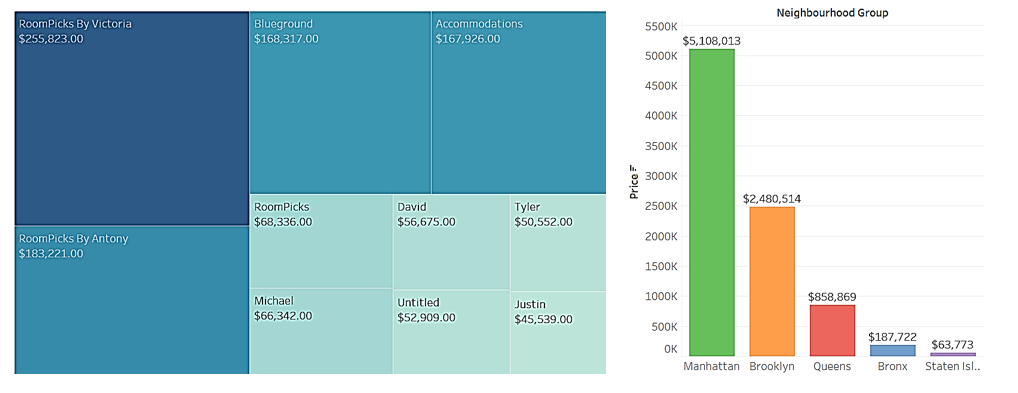 RoomPicks By Victoria
$255,823.00
Blueground
$168,317.00
Accommodations
$167,926.00
RoomPicks By Antony
$183,221.00
RoomPicks
$68,336.00
David
$56,675.00
Tyler
$50,552.00
Michael
$66,342.00
Untitled
$52,909.00
Justin
$45,539.00
Neighbourhood Group
Price
5500K
5000K
4500K
4000K
3500K
3000K
2500K
2000K
1500K
1000K
500K
0K
$5,108,013
$2,480,514
$858,869
$187,722
$63,773
Manhattan
Brooklyn
Queens
Bronx
Staten Isl..